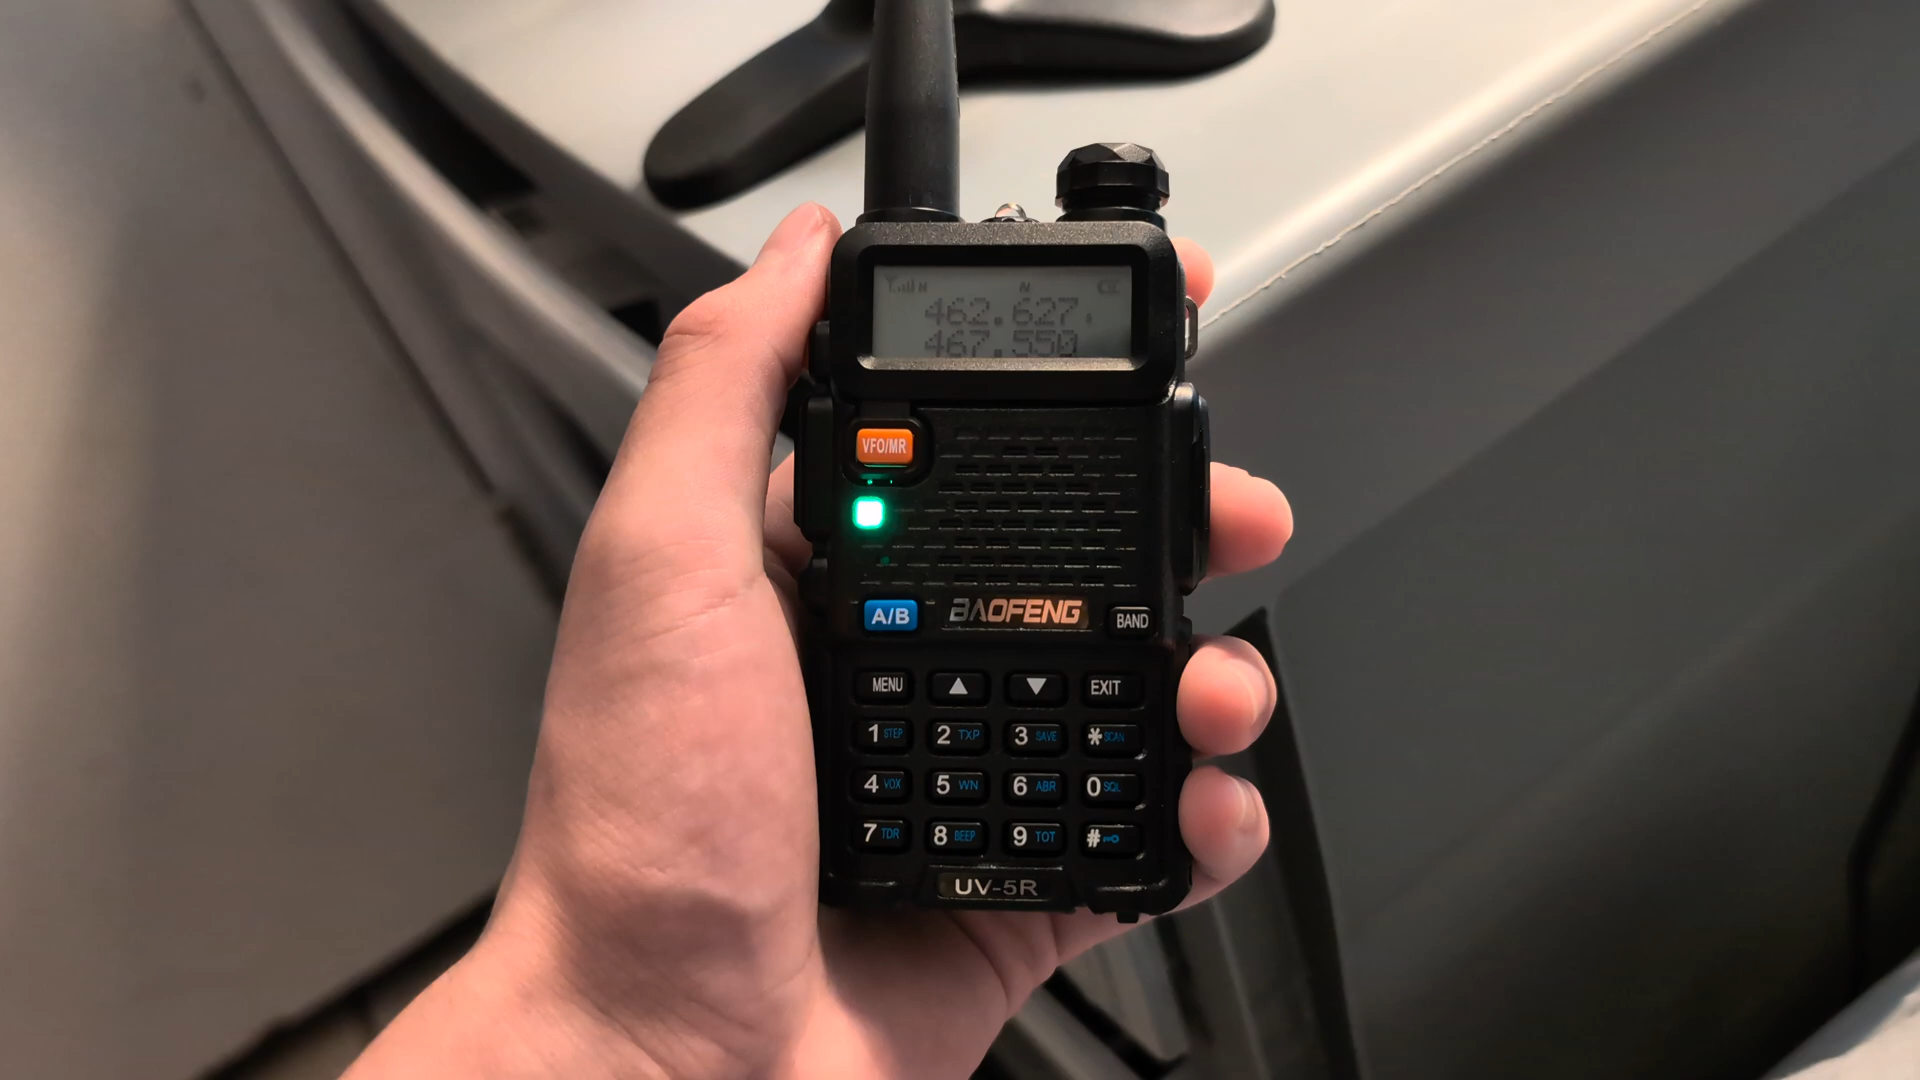 N N
462.627
467.550
VFO/MR
A/B BAOFENG BAND
MENU ▲ ▼ EXIT
1 STEP 2 TXP 3 SAVE * SCAN
4 VOX 5 WN 6 ABR 0 SQL
7 TDR 8 BEEP 9 TOT #
UV-5R